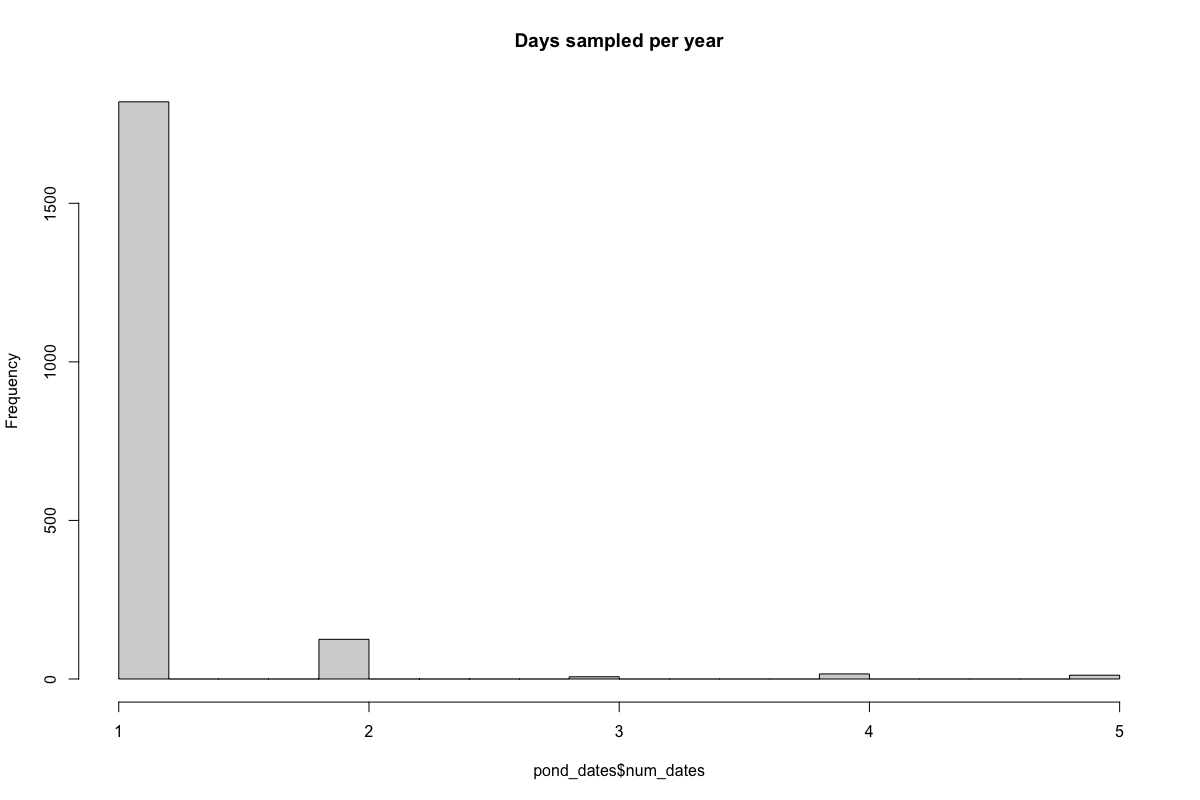 Days sampled per year
Frequency
1500
1000
500
0
1 2 3 4 5
pond_dates$num_dates